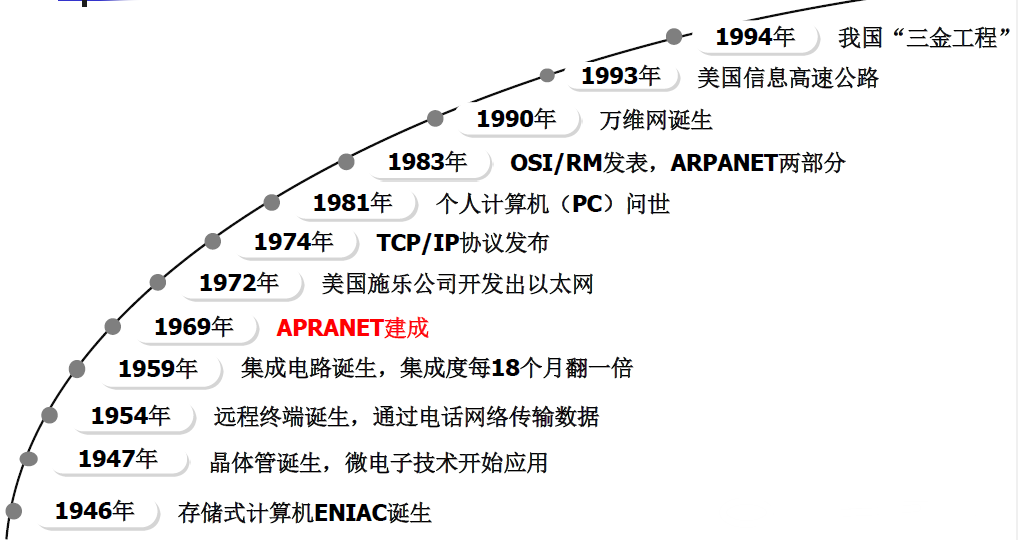 1994年 我国“三金工程”
1993年 美国信息高速公路
1990年 万维网诞生
1983年 OSI/RM发表，ARPANET两部分
1981年 个人计算机（PC）问世
1974年 TCP/IP协议发布
1972年 美国施乐公司开发出以太网
1969年 APRANET建成
1959年 集成电路诞生，集成度每18个月翻一倍
1954年 远程终端诞生，通过电话网络传输数据
1947年 晶体管诞生，微电子技术开始应用
1946年 存储式计算机ENIAC诞生